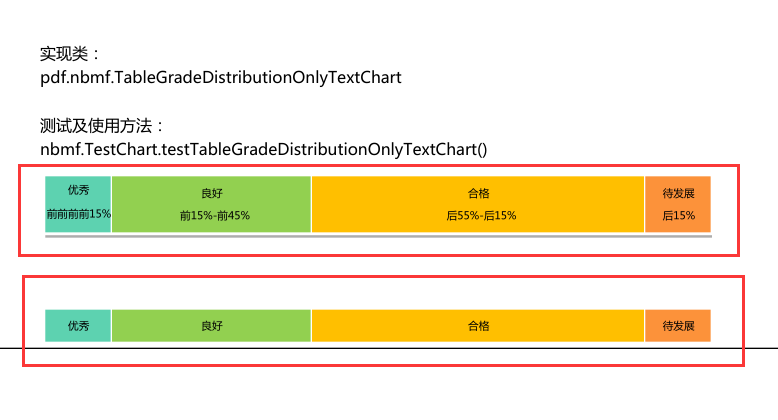 实现类：
pdf.nbmf.TableGradeDistributionOnlyTextChart
测试及使用方法：
nbmf.TestChart.testTableGradeDistributionOnlyTextChart()
优秀 良好 合格 待发展
前前前前15% 前15%-前45% 后55%-后15% 后15%
优秀 良好 合格 待发展